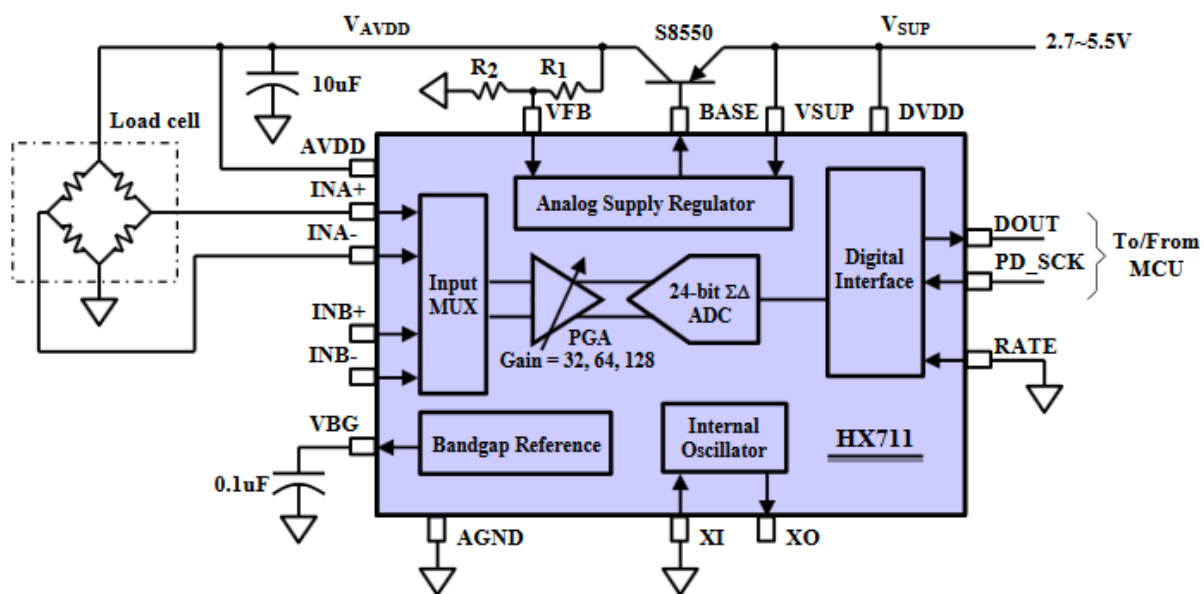 V_AVDD
S8550
V_SUP
2.7~5.5V
10uF
R2
R1
VFB
BASE
VSUP
DVDD
Load cell
AVDD
INA+
INA-
INB+
INB-
VBG
0.1uF
Analog Supply Regulator
Input
MUX
PGA
Gain = 32, 64, 128
24-bit ΣΔ
ADC
Digital
Interface
DOUT
PD_SCK
To/From
MCU
RATE
Bandgap Reference
Internal
Oscillator
HX711
AGND
XI
XO